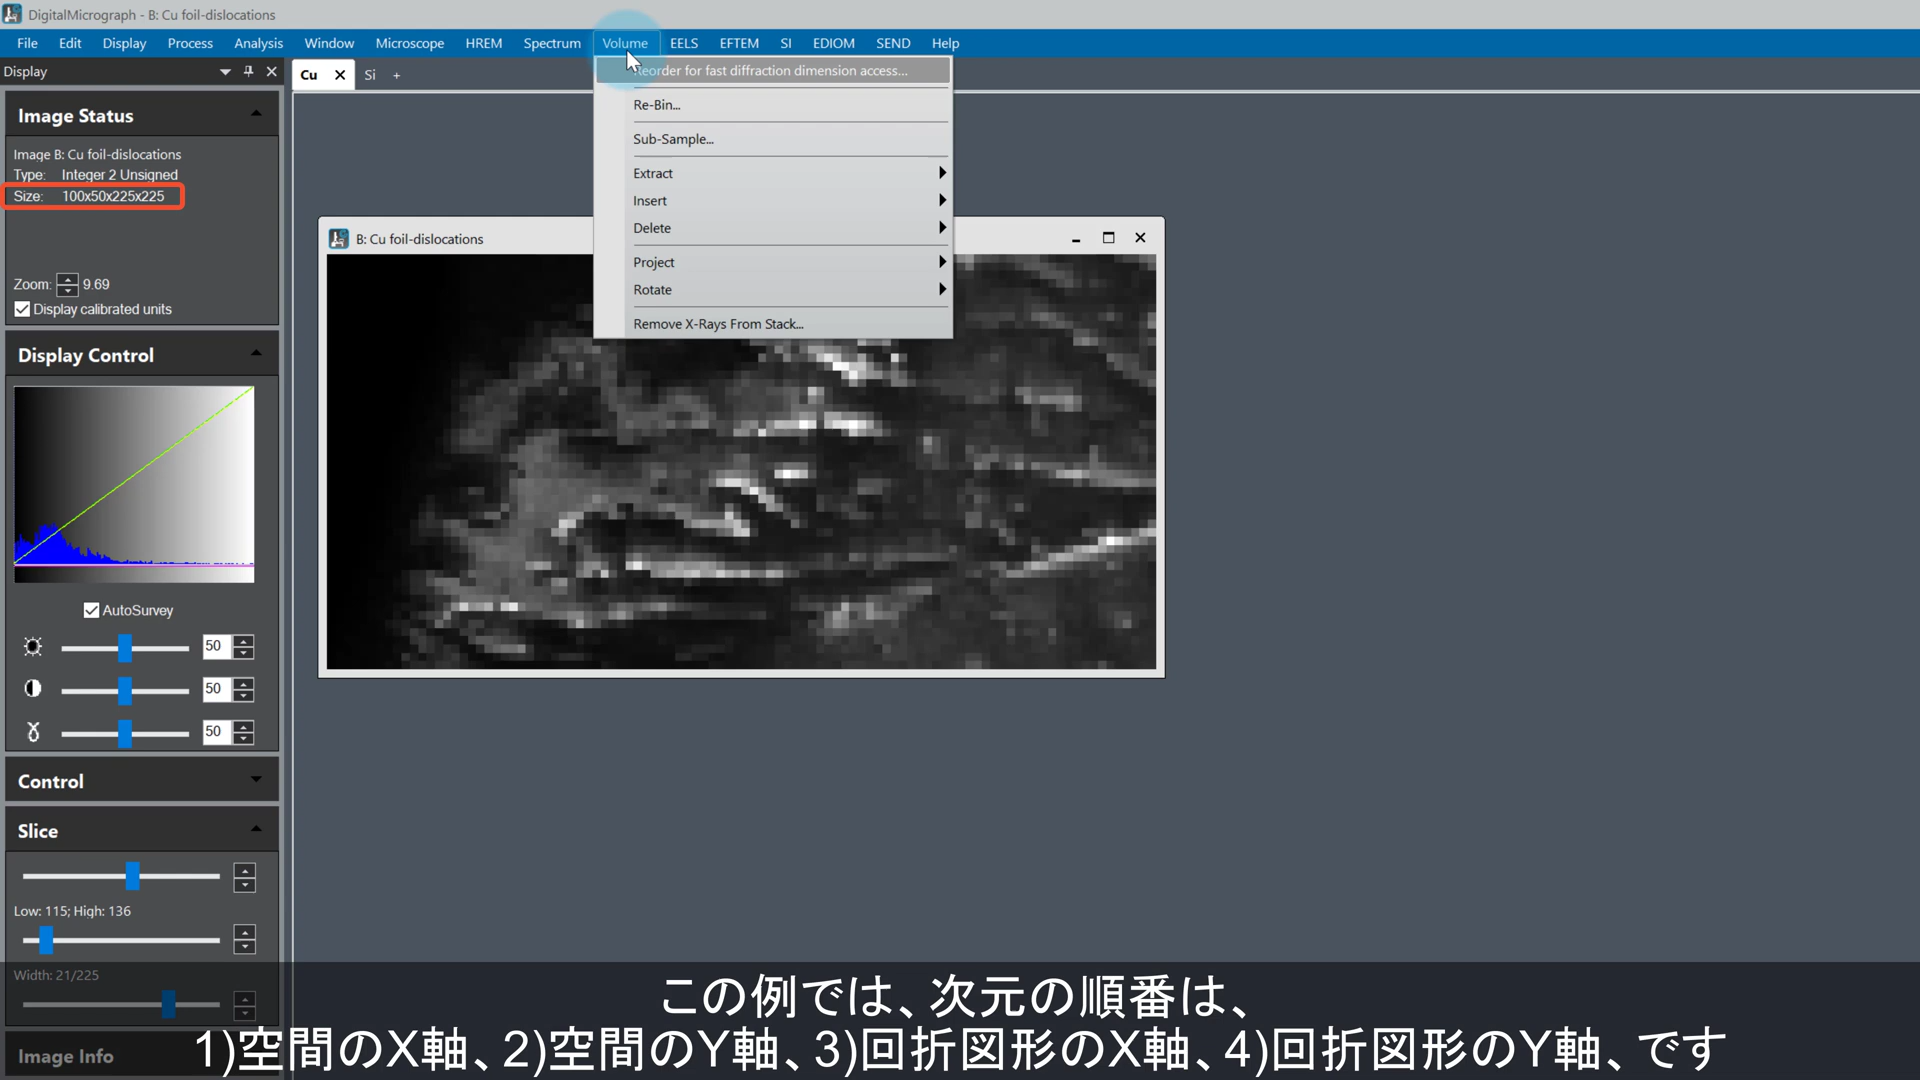 DigitalMicrograph - B: Cu foil-dislocations
File Edit Display Process Analysis Window Microscope HREM Spectrum Volume EELS EFTEM SI EDIOM SEND Help
Display
Cu
Si
+
eorder for fast diffraction dimension access...
Re-Bin...
Sub-Sample...
Extract
Insert
Delete
Project
Rotate
Remove X-Rays From Stack...
Image Status
Image B: Cu foil-dislocations
Type: Integer 2 Unsigned
Size: 100x50x225x225
Zoom: 9.69
Display calibrated units
B: Cu foil-dislocations
Display Control
AutoSurvey
50
50
50
Control
Slice
Low: 115; High: 136
Width: 21/225
Image Info
この例では、次元の順番は、
1)空間のX軸、2)空間のY軸、3)回折図形のX軸、4)回折図形のY軸、です